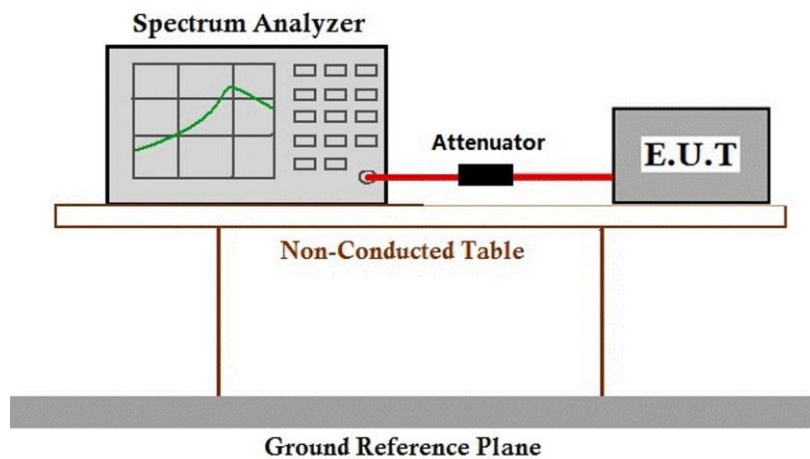 Spectrum Analyzer
Attenuator
E.U.T
Non-Conducted Table
Ground Reference Plane